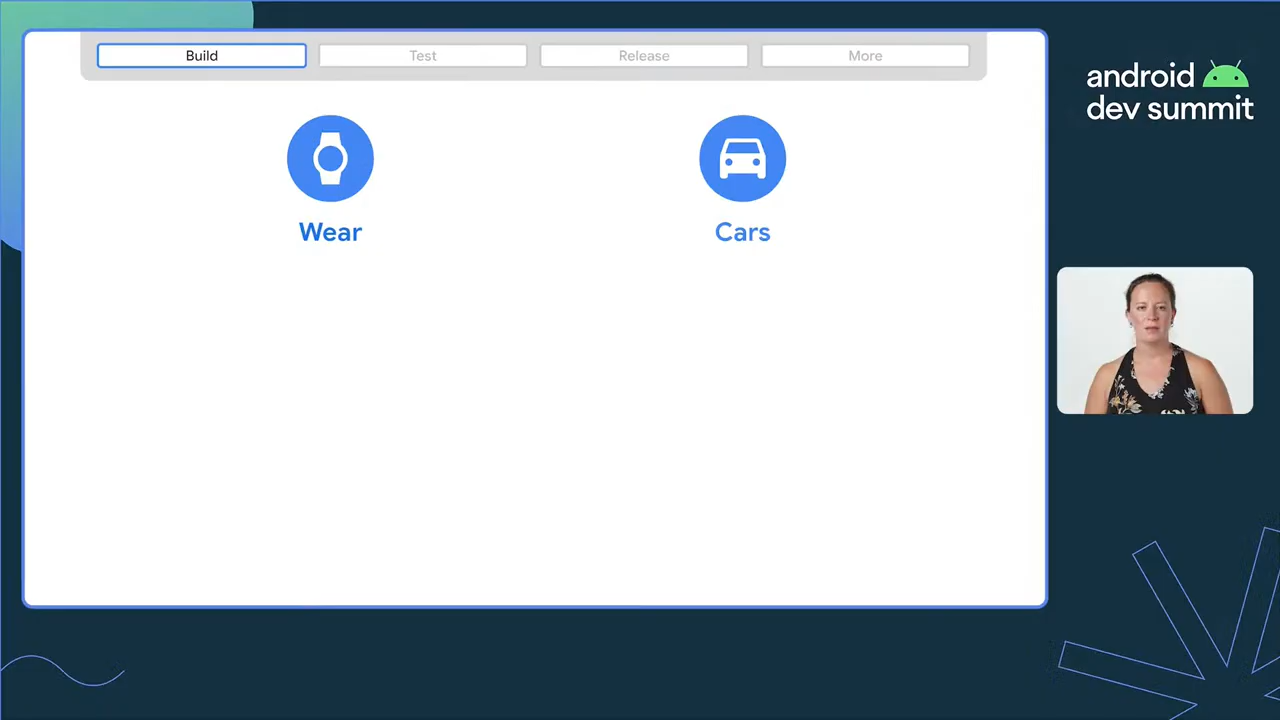 Build
Test
Release
More
android
dev summit
Wear
Cars